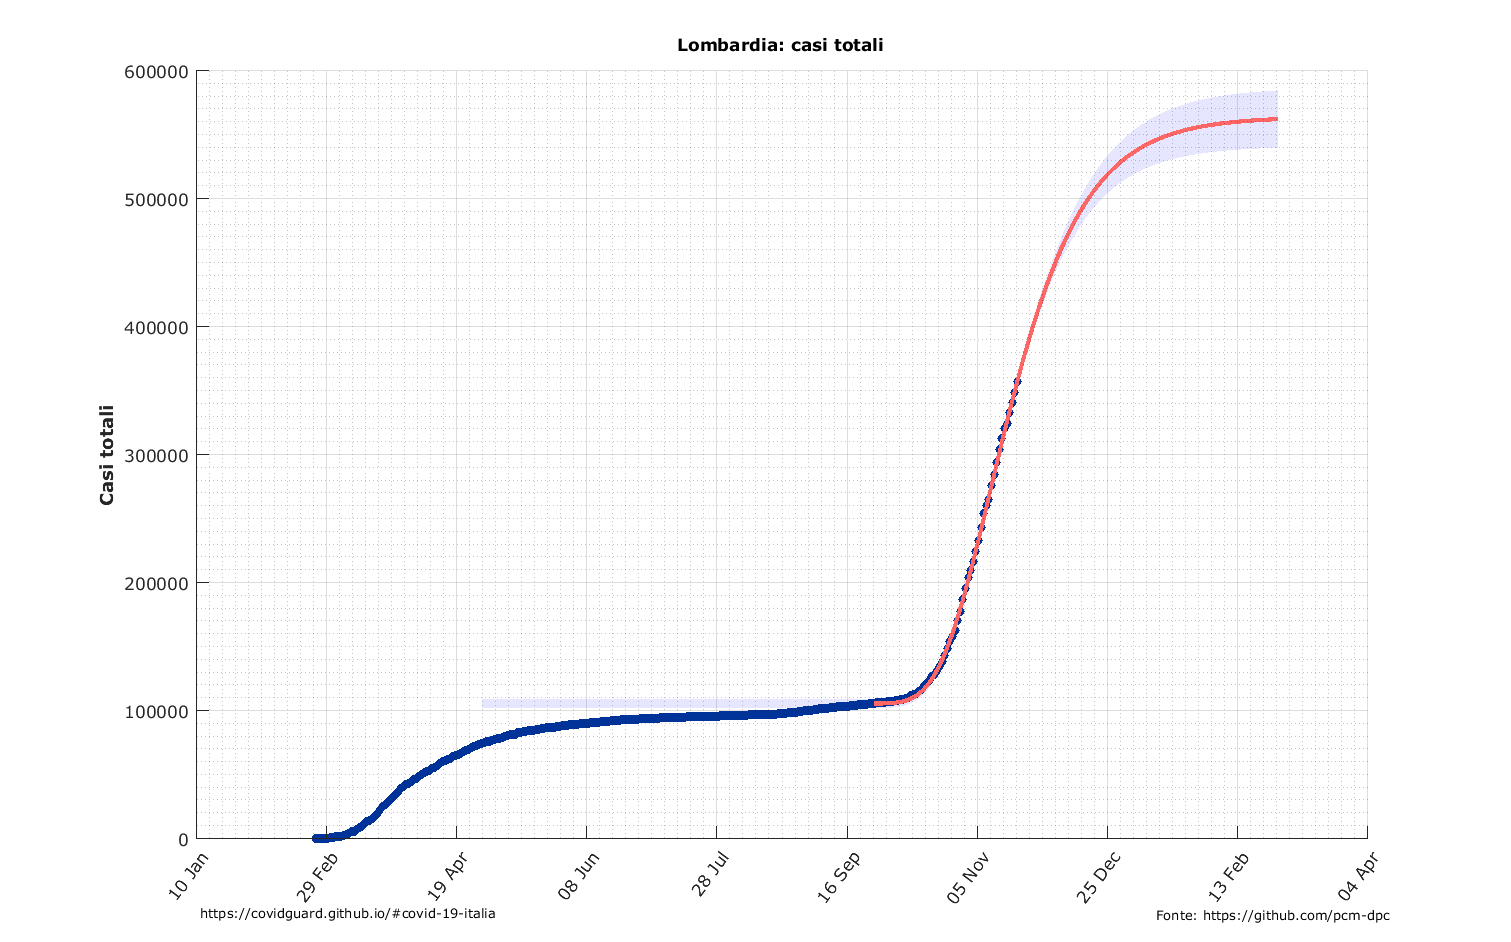 Lombardia: casi totali
Casi totali
600000
500000
400000
300000
200000
100000
0
10 Jan
29 Feb
19 Apr
08 Jun
28 Jul
16 Sep
05 Nov
25 Dec
13 Feb
04 Apr
https://covidguard.github.io/#covid-19-italia
Fonte: https://github.com/pcm-dpc